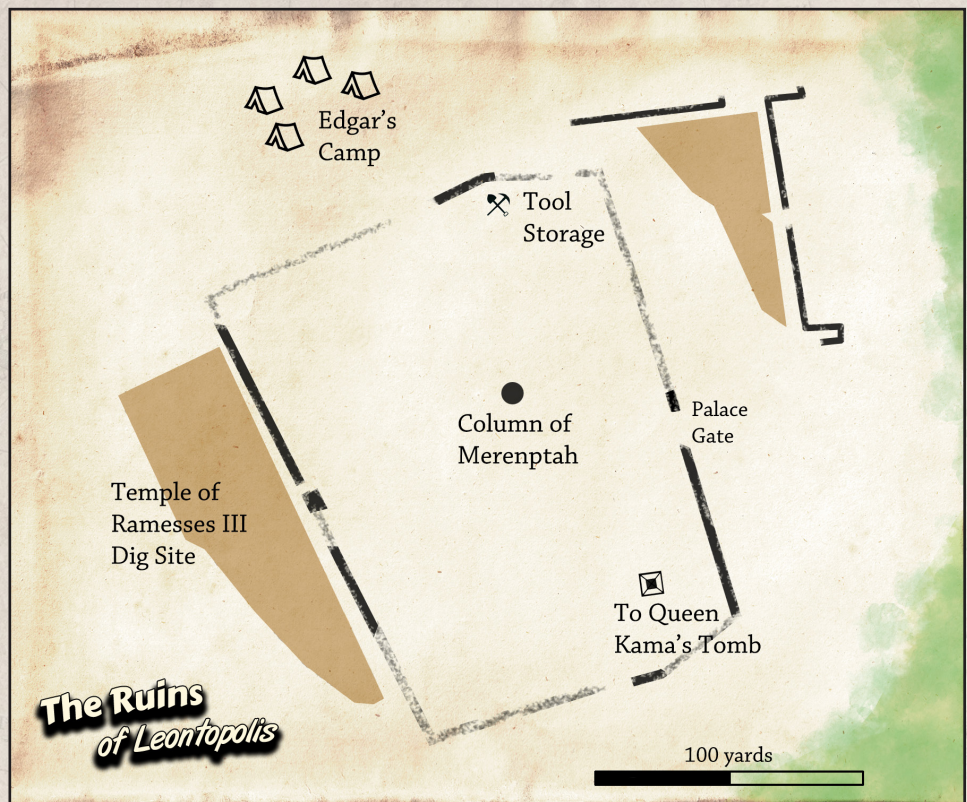 Edgar's
Camp
Tool
Storage
Column of
Merenptah
Palace
Gate
Temple of
Ramesses III
Dig Site
To Queen
Kama's Tomb
The Ruins
of Leontopolis
100 yards